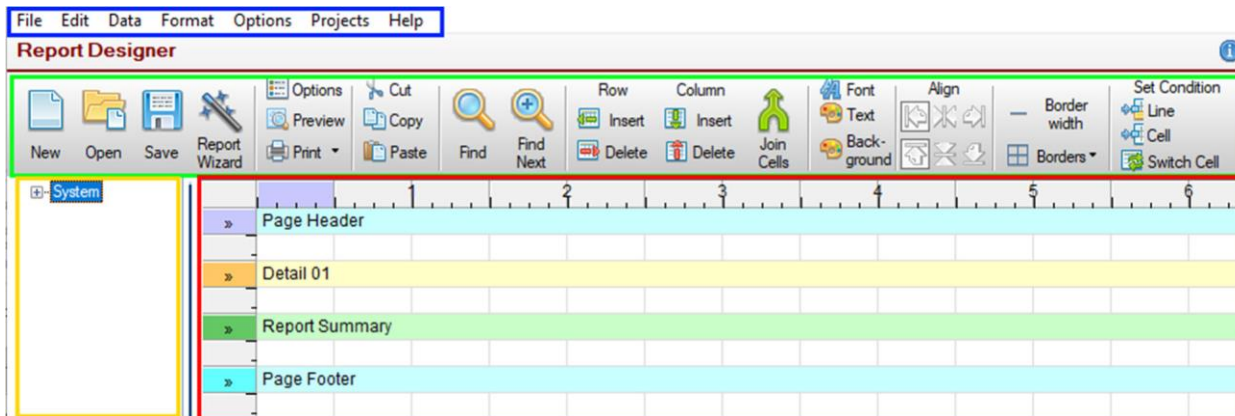 File Edit Data Format Options Projects Help
Report Designer
New
Open
Save
Report
Wizard
Options
Preview
Print
Cut
Copy
Paste
Find
Find
Next
Row
Insert
Delete
Column
Insert
Delete
Join
Cells
Font
Text
Back-
ground
Align
Border
width
Borders
Set Condition
Line
Cell
Switch Cell
System
1 2 3 4 5 6
» Page Header
» Detail 01
» Report Summary
» Page Footer